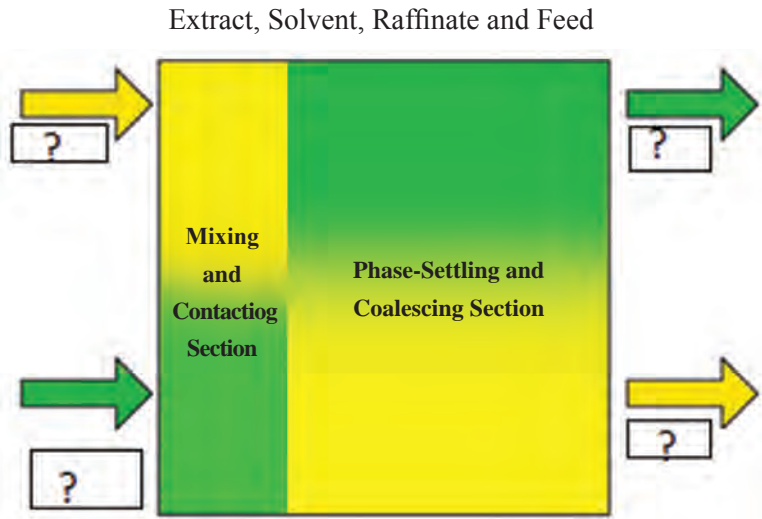 Extract, Solvent, Raffinate and Feed
?
?
Mixing
and
Contactiog
Section
Phase-Settling and
Coalescing Section
?
?